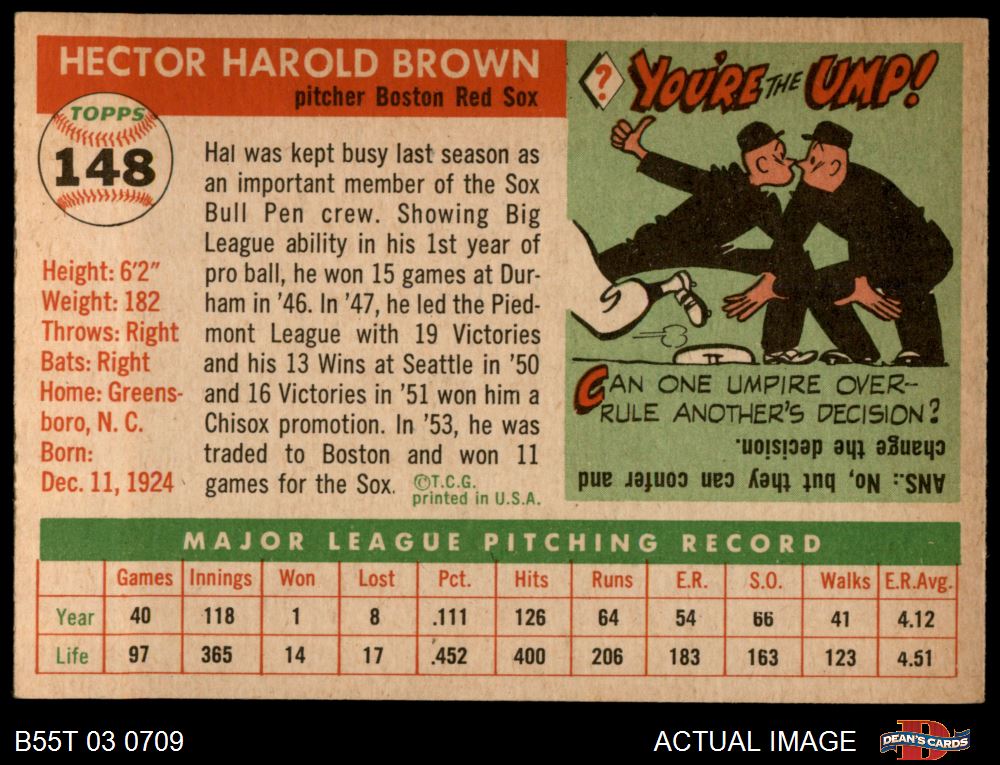 HECTOR HAROLD BROWN
pitcher Boston Red Sox
TOPPS
148
Height: 6'2"
Weight: 182
Throws: Right
Bats: Right
Home: Greens-
boro, N. C.
Born:
Dec. 11, 1924
Hal was kept busy last season as
an important member of the Sox
Bull Pen crew. Showing Big
League ability in his 1st year of
pro ball, he won 15 games at Dur-
ham in '46. In '47, he led the Pied-
mont League with 19 Victories
and his 13 Wins at Seattle in '50
and 16 Victories in '51 won him a
Chisox promotion. In '53, he was
traded to Boston and won 11
games for the Sox.
©T.C.G.
printed in U.S.A.
? YOU'RE THE UMP!
CAN ONE UMPIRE OVER-
RULE ANOTHER'S DECISION?
ANS.: No, but they can confer and
change the decision.
MAJOR LEAGUE PITCHING RECORD
Games Innings Won Lost Pct. Hits Runs E.R. S.O. Walks E.R.Avg.
Year 40 118 1 8 .111 126 64 54 66 41 4.12
Life 97 365 14 17 .452 400 206 183 163 123 4.51
B55T 03 0709
ACTUAL IMAGE
D
DEAN'S CARDS